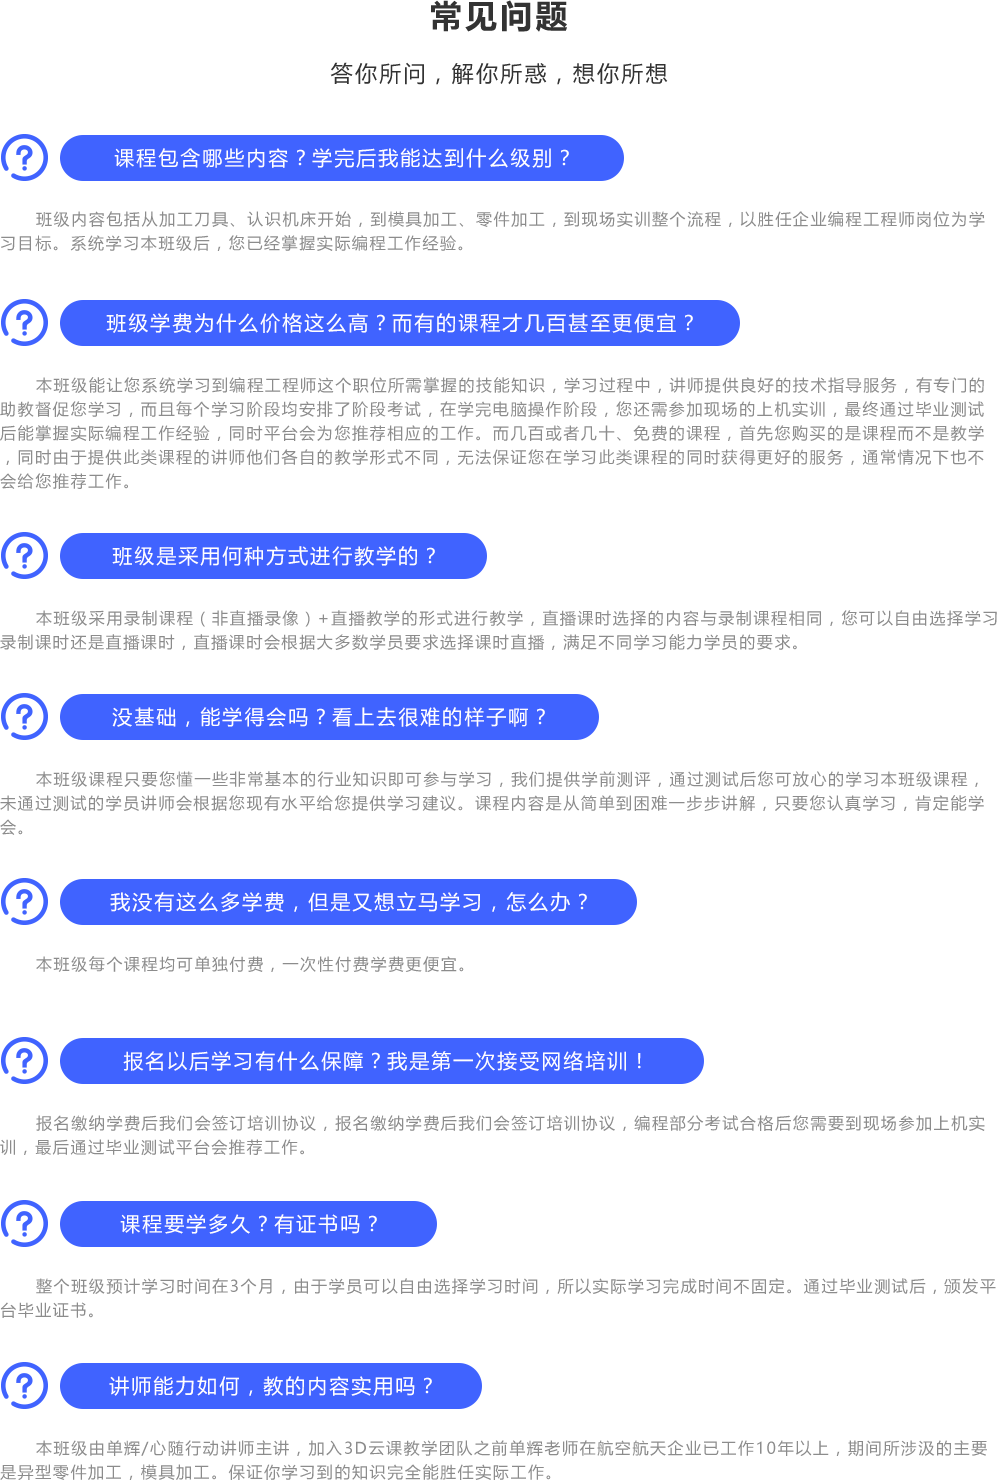 常见问题
答你所问，解你所惑，想你所想
课程包含哪些内容？学完后我能达到什么级别？
班级内容包括从加工刀具、认识机床开始，到模具加工、零件加工，到现场实训整个流程，以胜任企业编程工程师岗位为学
习目标。系统学习本班级后，您已经掌握实际编程工作经验。
班级学费为什么价格这么高？而有的课程才几百甚至更便宜？
本班级能让您系统学习到编程工程师这个职位所需掌握的技能知识，学习过程中，讲师提供良好的技术指导服务，有专门的
助教督促您学习，而且每个学习阶段均安排了阶段考试，在学完电脑操作阶段，您还需参加现场的上机实训，最终通过毕业测试
后能掌握实际编程工作经验，同时平台会为您推荐相应的工作。而几百或者几十、免费的课程，首先您购买的是课程而不是教学
，同时由于提供此类课程的讲师他们各自的教学形式不同，无法保证您在学习此类课程的同时获得更好的服务，通常情况下也不
会给您推荐工作。
班级是采用何种方式进行教学的？
本班级采用录制课程（非直播录像）+直播教学的形式进行教学，直播课时选择的内容与录制课程相同，您可以自由选择学习
录制课时还是直播课时，直播课时会根据大多数学员要求选择课时直播，满足不同学习能力学员的要求。
没基础，能学得会吗？看上去很难的样子啊？
本班级课程只要您懂一些非常基本的行业知识即可参与学习，我们提供学前测评，通过测试后您可放心的学习本班级课程，
未通过测试的学员讲师会根据您现有水平给您提供学习建议。课程内容是从简单到困难一步步讲解，只要您认真学习，肯定能学
会。
我没有这么多学费，但是又想立马学习，怎么办？
本班级每个课程均可单独付费，一次性付费学费更便宜。
报名以后学习有什么保障？我是第一次接受网络培训！
报名缴纳学费后我们会签订培训协议，报名缴纳学费后我们会签订培训协议，编程部分考试合格后您需要到现场参加上机实
训，最后通过毕业测试平台会推荐工作。
课程要学多久？有证书吗？
整个班级预计学习时间在3个月，由于学员可以自由选择学习时间，所以实际学习完成时间不固定。通过毕业测试后，颁发平
台毕业证书。
讲师能力如何，教的内容实用吗？
本班级由单辉/心随行动讲师主讲，加入3D云课教学团队之前单辉老师在航空航天企业已工作10年以上，期间所涉汲的主要
是异型零件加工，模具加工。保证你学习到的知识完全能胜任实际工作。